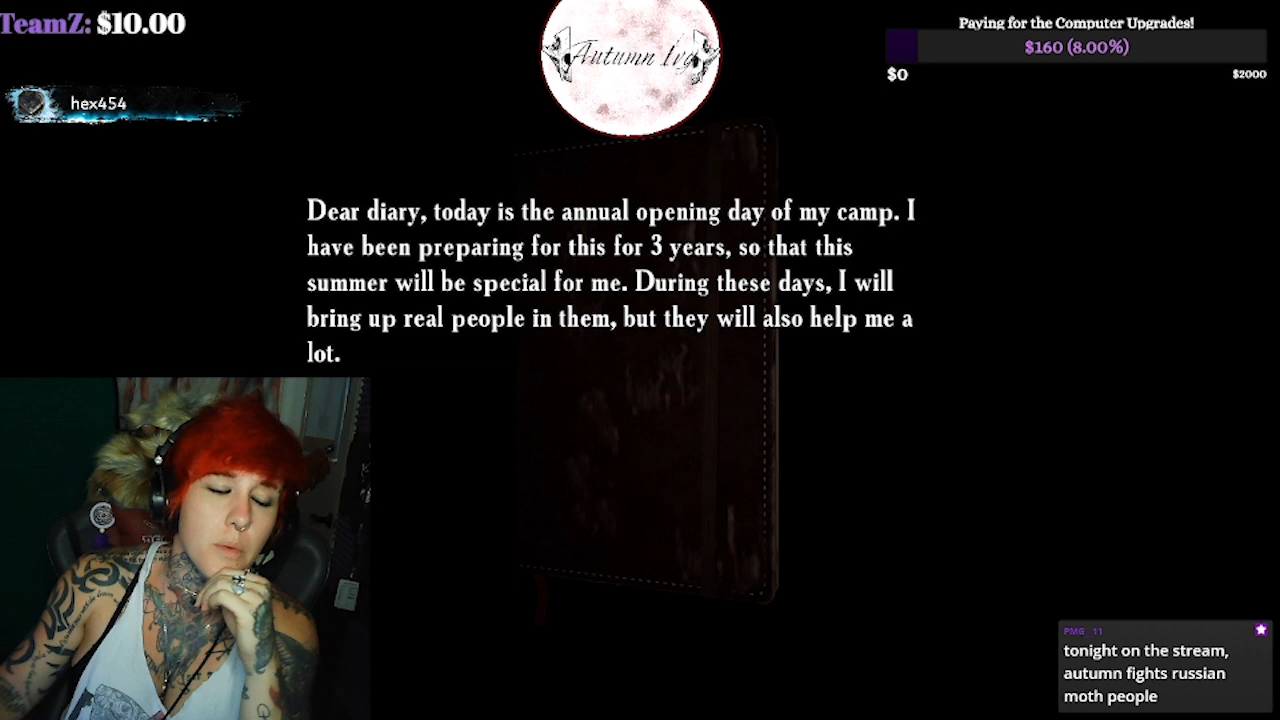 TeamZ: $10.00
hex454
Autumn Ivy
Paying for the Computer Upgrades!
$160 (8.00%)
$0
$2000
Dear diary, today is the annual opening day of my camp. I
have been preparing for this for 3 years, so that this
summer will be special for me. During these days, I will
bring up real people in them, but they will also help me a
lot.
PMG 11
tonight on the stream,
autumn fights russian
moth people